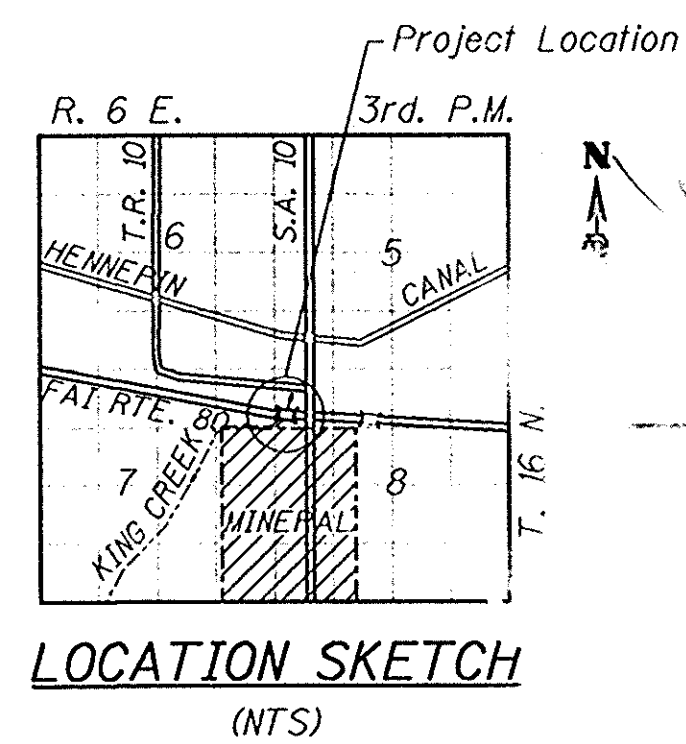 Project Location
R. 6 E. 3rd. P.M.
N
T.R. 10
S.A. 10
6
5
HENNEPIN
CANAL
FAI RTE. 80
KING CREEK
7
MINERAL
8
T. 16 N.
LOCATION SKETCH
(NTS)